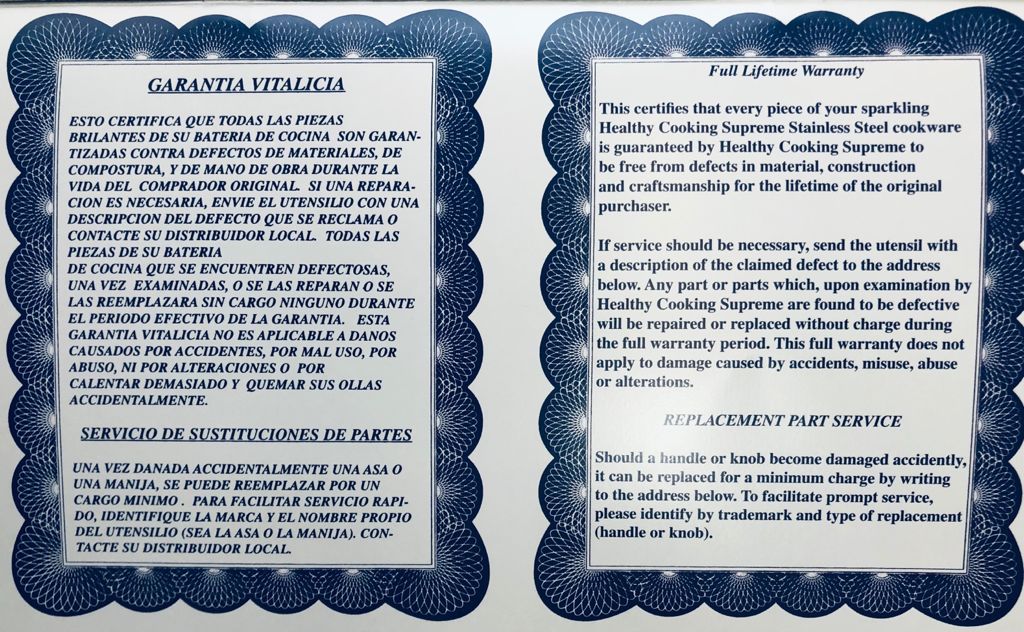 GARANTIA VITALICIA
ESTO CERTIFICA QUE TODAS LAS PIEZAS
BRILANTES DE SU BATERIA DE COCINA SON GARAN-
TIZADAS CONTRA DEFECTOS DE MATERIALES, DE
COMPOSTURA, Y DE MANO DE OBRA DURANTE LA
VIDA DEL COMPRADOR ORIGINAL. SI UNA REPARA-
CION ES NECESARIA, ENVIE EL UTENSILIO CON UNA
DESCRIPCION DEL DEFECTO QUE SE RECLAMA O
CONTACTE SU DISTRIBUIDOR LOCAL. TODAS LAS
PIEZAS DE SU BATERIA
DE COCINA QUE SE ENCUENTREN DEFECTOSAS,
UNA VEZ EXAMINADAS, O SE LAS REPARAN O SE
LAS REEMPLAZARA SIN CARGO NINGUNO DURANTE
EL PERIODO EFECTIVO DE LA GARANTIA. ESTA
GARANTIA VITALICIA NO ES APLICABLE A DANOS
CAUSADOS POR ACCIDENTES, POR MAL USO, POR
ABUSO, NI POR ALTERACIONES O POR
CALENTAR DEMASIADO Y QUEMAR SUS OLLAS
ACCIDENTALMENTE.
SERVICIO DE SUSTITUCIONES DE PARTES
UNA VEZ DANADA ACCIDENTALMENTE UNA ASA O
UNA MANIJA, SE PUEDE REEMPLAZAR POR UN
CARGO MINIMO . PARA FACILITAR SERVICIO RAPI-
DO, IDENTIFIQUE LA MARCA Y EL NOMBRE PROPIO
DEL UTENSILIO (SEA LA ASA O LA MANIJA). CON-
TACTE SU DISTRIBUIDOR LOCAL.
Full Lifetime Warranty
This certifies that every piece of your sparkling
Healthy Cooking Supreme Stainless Steel cookware
is guaranteed by Healthy Cooking Supreme to
be free from defects in material, construction
and craftsmanship for the lifetime of the original
purchaser.
If service should be necessary, send the utensil with
a description of the claimed defect to the address
below. Any part or parts which, upon examination by
Healthy Cooking Supreme are found to be defective
will be repaired or replaced without charge during
the full warranty period. This full warranty does not
apply to damage caused by accidents, misuse, abuse
or alterations.
REPLACEMENT PART SERVICE
Should a handle or knob become damaged accidently,
it can be replaced for a minimum charge by writing
to the address below. To facilitate prompt service,
please identify by trademark and type of replacement
(handle or knob).